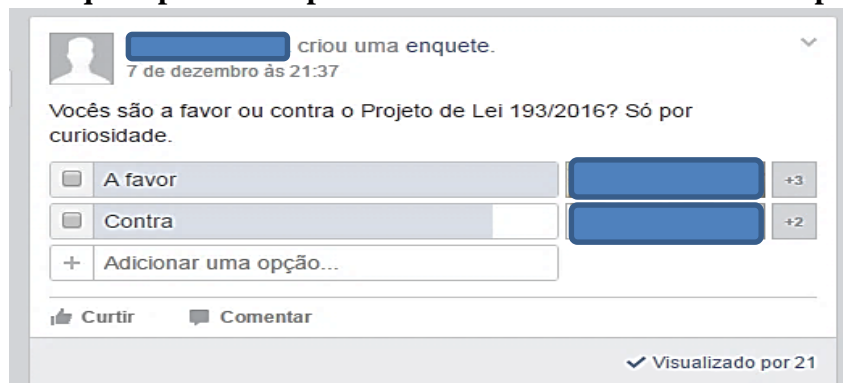 criou uma enquete.
7 de dezembro às 21:37
Vocês são a favor ou contra o Projeto de Lei 193/2016? Só por
curiosidade.
A favor
+3
Contra
+2
+ Adicionar uma opção...
Curtir Comentar
Visualizado por 21